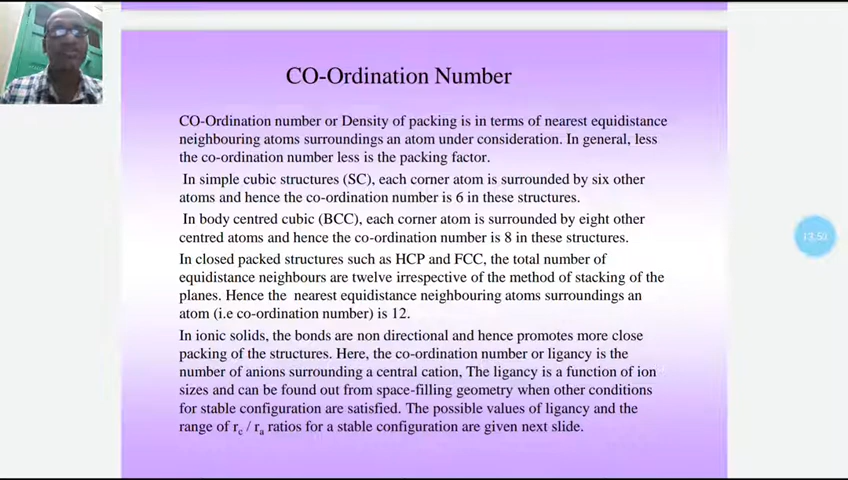 CO-Ordination Number
CO-Ordination number or Density of packing is in terms of nearest equidistance
neighbouring atoms surroundings an atom under consideration. In general, less
the co-ordination number less is the packing factor.
In simple cubic structures (SC), each corner atom is surrounded by six other
atoms and hence the co-ordination number is 6 in these structures.
In body centred cubic (BCC), each corner atom is surrounded by eight other
centred atoms and hence the co-ordination number is 8 in these structures.
In closed packed structures such as HCP and FCC, the total number of
equidistance neighbours are twelve irrespective of the method of stacking of the
planes. Hence the nearest equidistance neighbouring atoms surroundings an
atom (i.e co-ordination number) is 12.
In ionic solids, the bonds are non directional and hence promotes more close
packing of the structures. Here, the co-ordination number or ligancy is the
number of anions surrounding a central cation, The ligancy is a function of ion
sizes and can be found out from space-filling geometry when other conditions
for stable configuration are satisfied. The possible values of ligancy and the
range of rc / ra ratios for a stable configuration are given next slide.